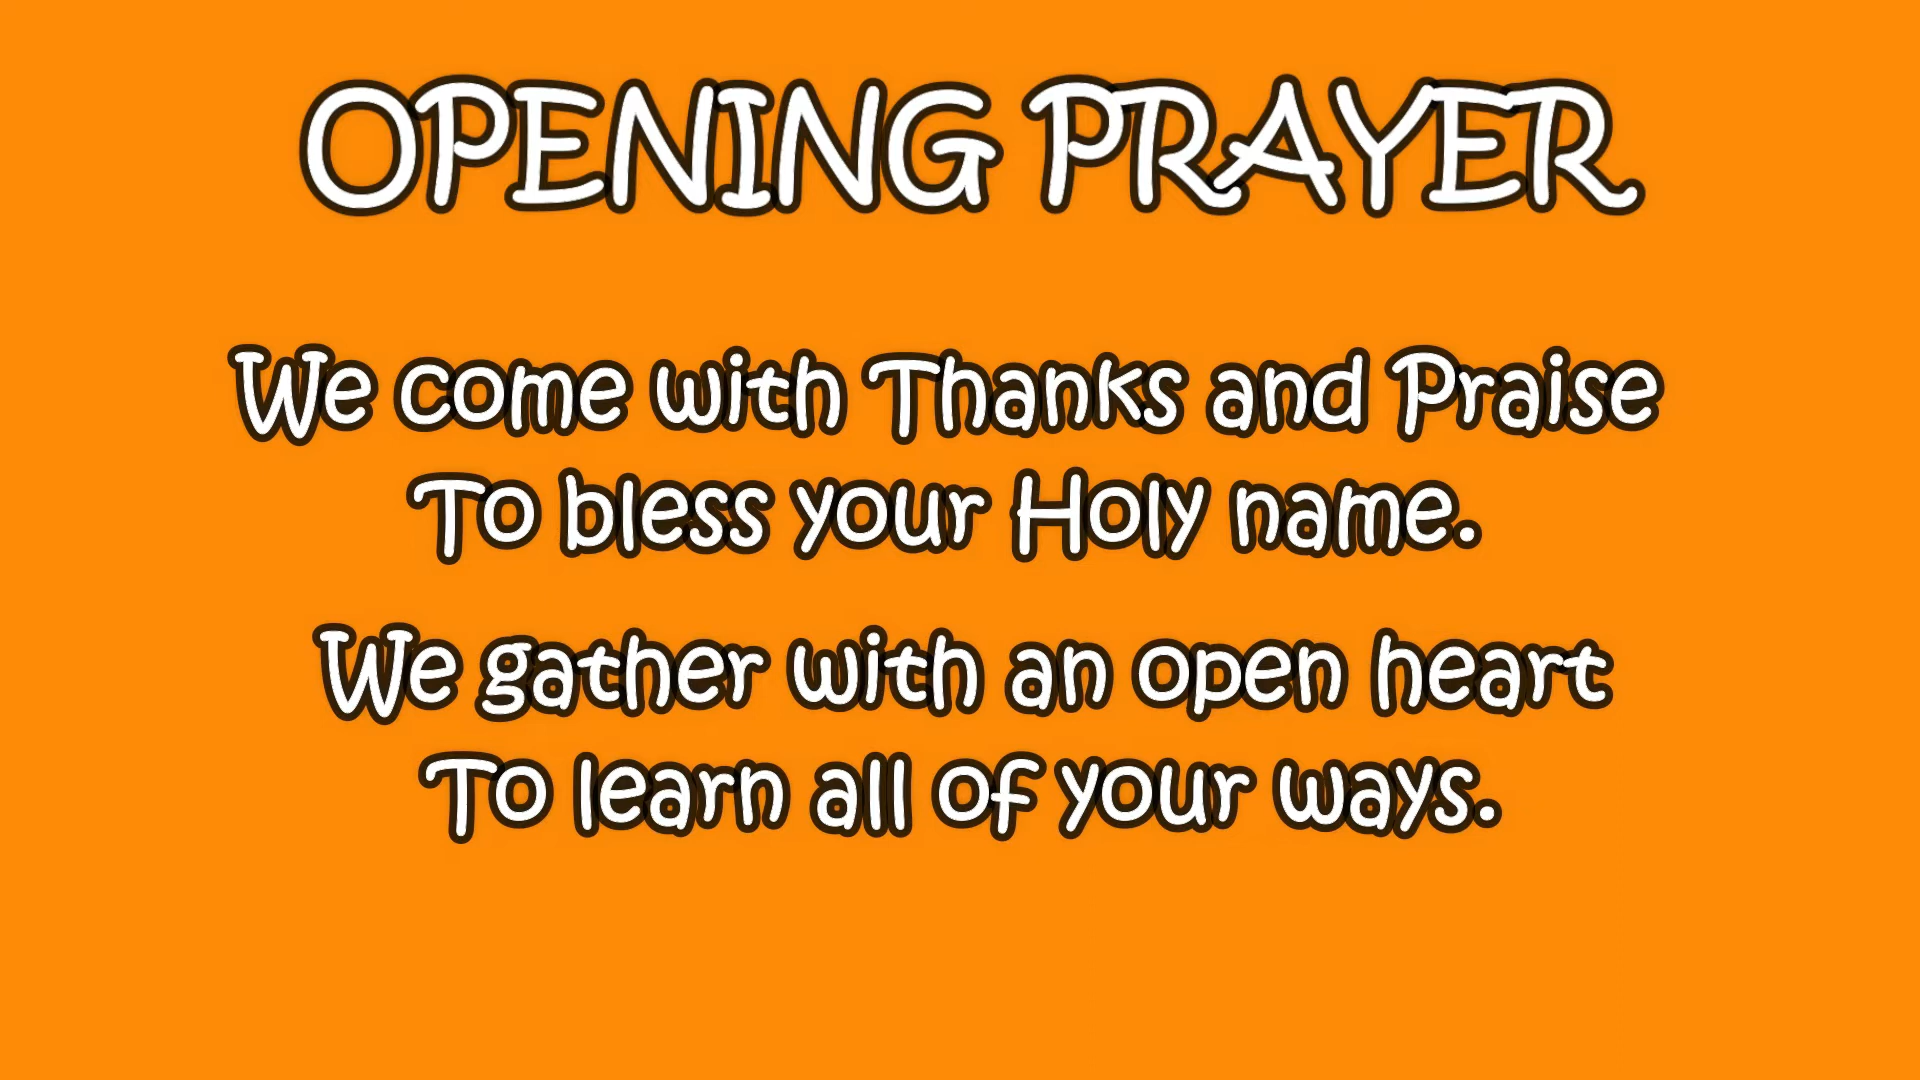 OPENING PRAYER
We come with Thanks and Praise
To bless your Holy name.
We gather with an open heart
To learn all of your ways.